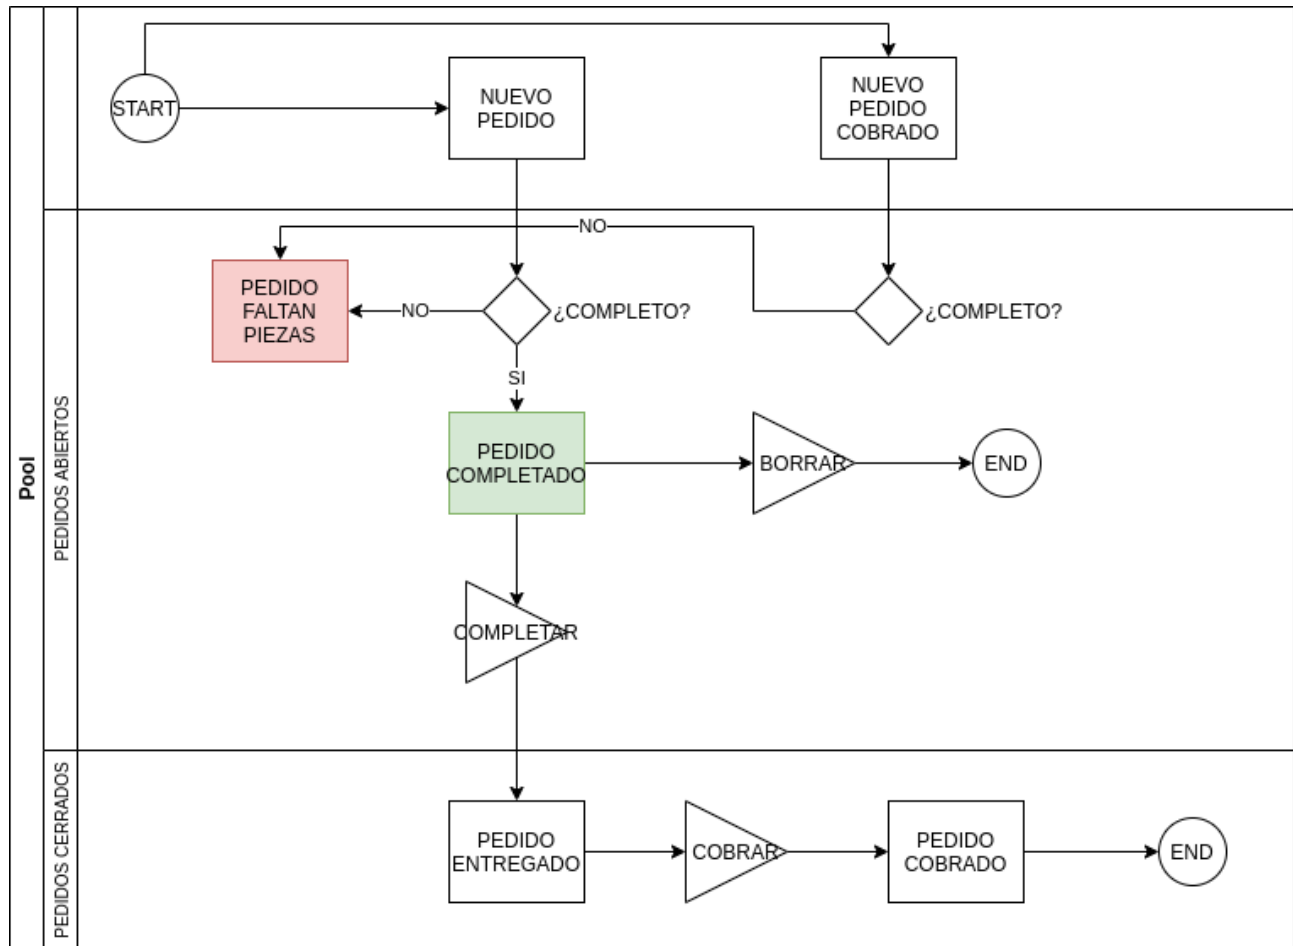 START
NUEVO
PEDIDO
NUEVO
PEDIDO
COBRADO
Pool
PEDIDOS ABIERTOS
NO
PEDIDO
FALTAN
PIEZAS
NO
¿COMPLETO?
¿COMPLETO?
SI
PEDIDO
COMPLETADO
BORRAR
END
COMPLETAR
PEDIDOS CERRADOS
PEDIDO
ENTREGADO
COBRAR
PEDIDO
COBRADO
END